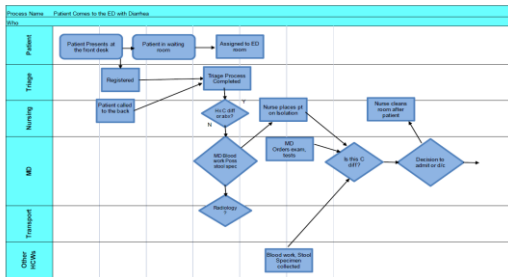 Process Name Patient Comes to the ED with Diarrhea
Who
Patient
Patient Presents at
the front desk
Patient in waiting
room
Assigned to ED
room
Triage
Registered
Triage Process
Completed
Nursing
Patient called
to the back
Hx C diff
or abx?
Y
N
Nurse places pt
on Isolation
Nurse cleans
room after
patient
MD
MD Blood
work Poss
stool spec
MD
Orders exam,
tests
Is this C
diff?
Decision to
admit or d/c
Transport
Radiology
?
Other
HCWs
Blood work, Stool
Specimen
collected